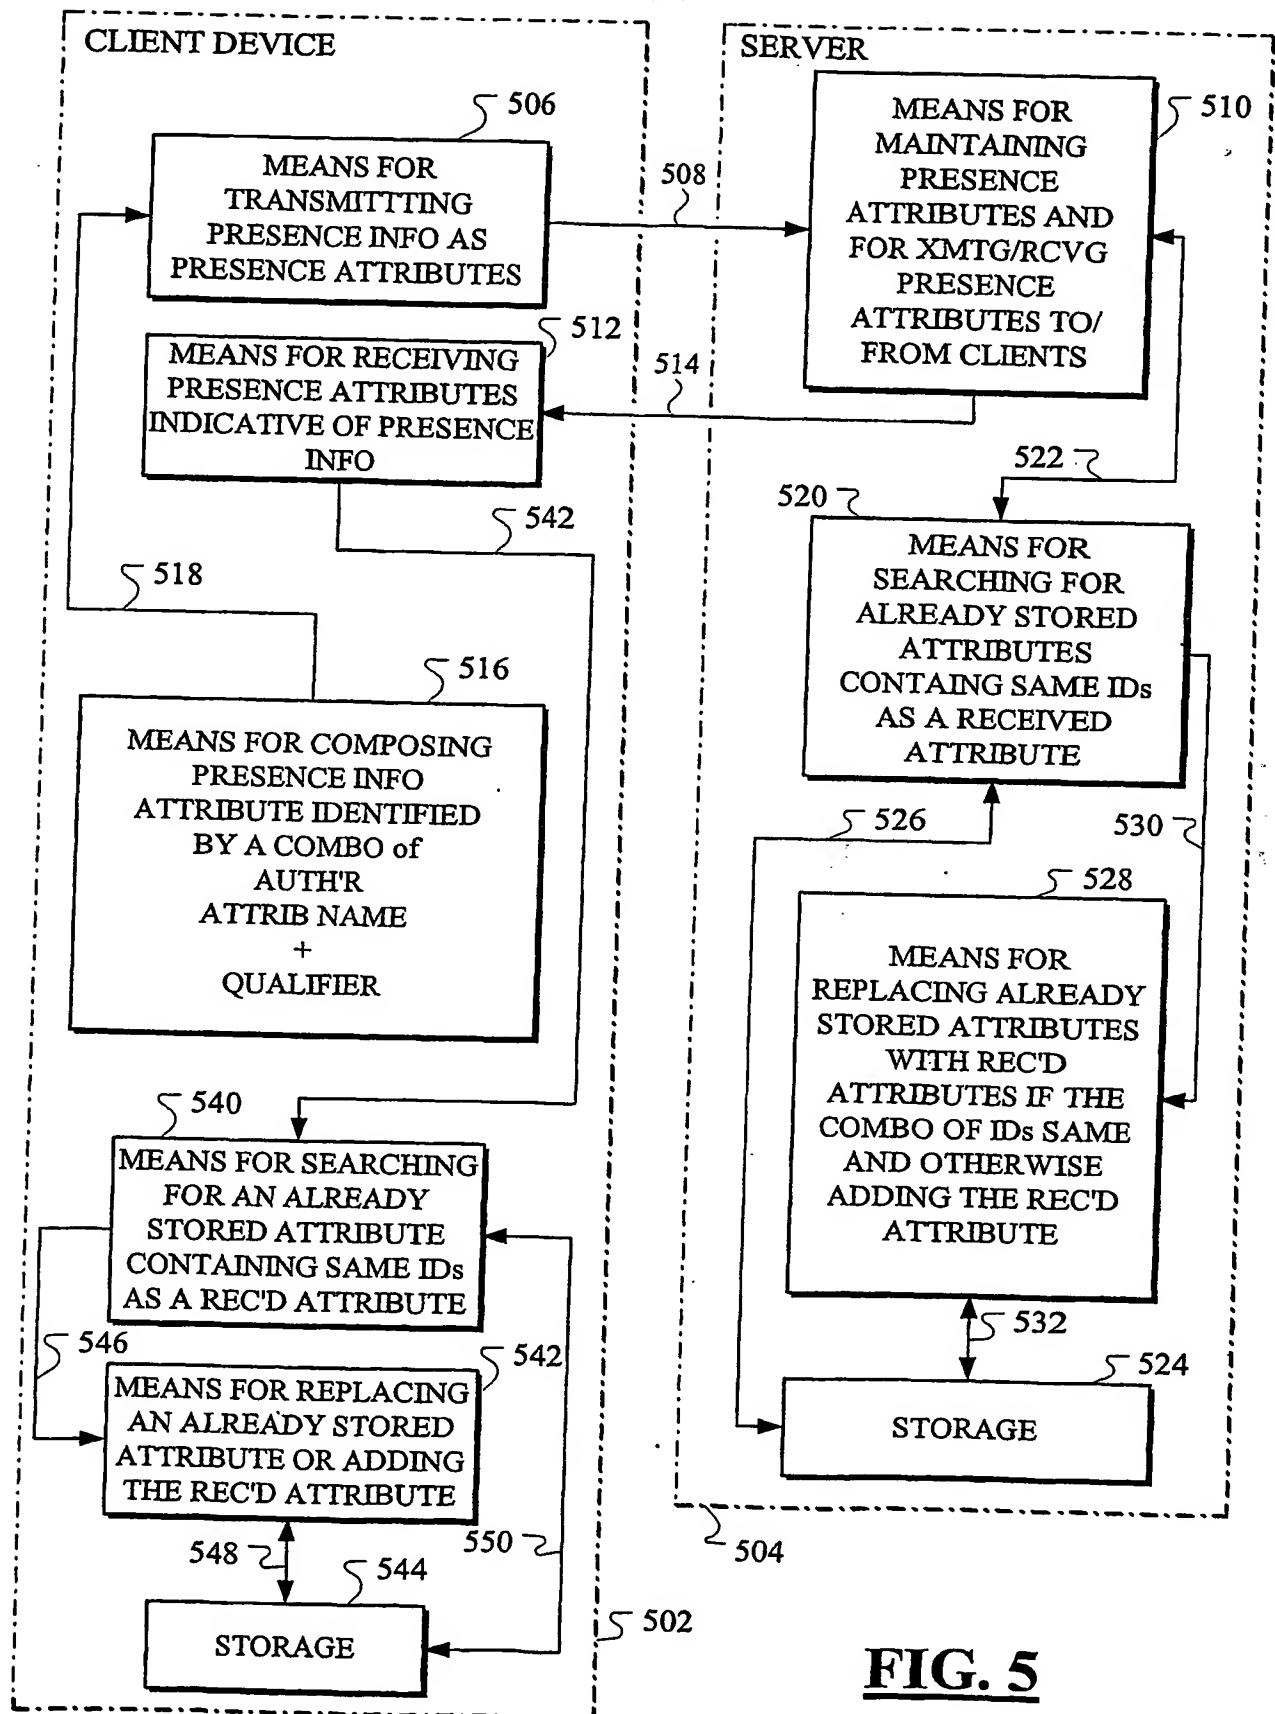 CLIENT DEVICE
506
MEANS FOR
TRANSMITTTING
PRESENCE INFO AS
PRESENCE ATTRIBUTES
508
512
MEANS FOR RECEIVING
PRESENCE ATTRIBUTES
INDICATIVE OF PRESENCE
INFO
514
542
518
516
MEANS FOR COMPOSING
PRESENCE INFO
ATTRIBUTE IDENTIFIED
BY A COMBO of
AUTH'R
ATTRIB NAME
+
QUALIFIER
540
MEANS FOR SEARCHING
FOR AN ALREADY
STORED ATTRIBUTE
CONTAINING SAME IDs
AS A REC'D ATTRIBUTE
546
542
MEANS FOR REPLACING
AN ALREADY STORED
ATTRIBUTE OR ADDING
THE REC'D ATTRIBUTE
548
550
544
STORAGE
502
SERVER
510
MEANS FOR
MAINTAINING
PRESENCE
ATTRIBUTES AND
FOR XMTG/RCVG
PRESENCE
ATTRIBUTES TO/
FROM CLIENTS
522
520
MEANS FOR
SEARCHING FOR
ALREADY STORED
ATTRIBUTES
CONTAING SAME IDs
AS A RECEIVED
ATTRIBUTE
526
530
528
MEANS FOR
REPLACING ALREADY
STORED ATTRIBUTES
WITH REC'D
ATTRIBUTES IF THE
COMBO OF IDs SAME
AND OTHERWISE
ADDING THE REC'D
ATTRIBUTE
532
524
STORAGE
504
FIG. 5